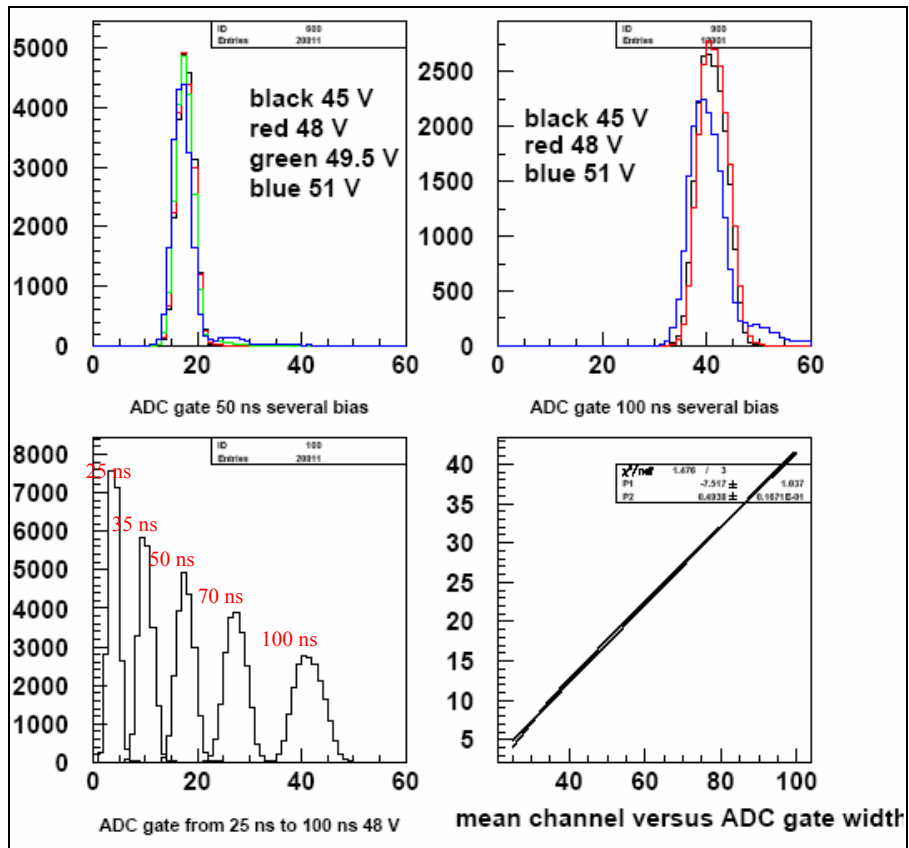 ID 600
Entries 20011
5000
4000
3000
2000
1000
0
black 45 V
red 48 V
green 49.5 V
blue 51 V
0 20 40 60
ADC gate 50 ns several bias
ID 900
Entries
2500
2000
1500
1000
500
0
black 45 V
red 48 V
blue 51 V
0 20 40 60
ADC gate 100 ns several bias
ID 100
Entries 20011
8000
7000
6000
5000
4000
3000
2000
1000
0
25 ns
35 ns
50 ns
70 ns
100 ns
0 20 40 60
ADC gate from 25 ns to 100 ns 48 V
χ²/ndf 1.476 / 3
P1 -7.517 ± 1.037
P2 0.4938 ± 0.1671E-01
40
35
30
25
20
15
10
5
40 60 80 100
mean channel versus ADC gate width